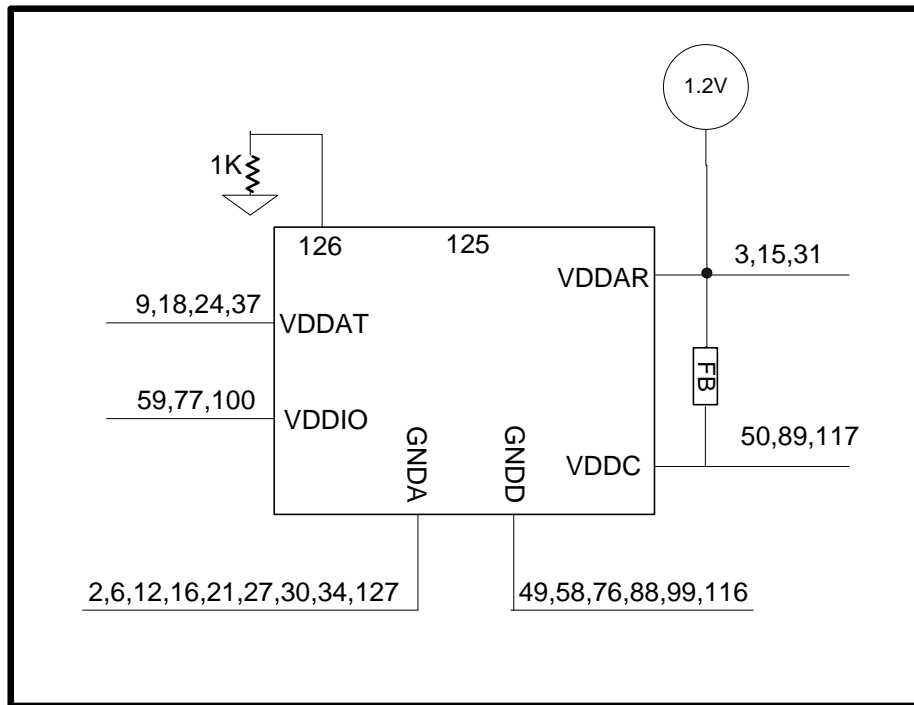 1.2V
1K
126
125
VDDAR
3,15,31
9,18,24,37
VDDAT
FB
59,77,100
VDDIO
GNDA
GNDD
VDDC
50,89,117
2,6,12,16,21,27,30,34,127
49,58,76,88,99,116